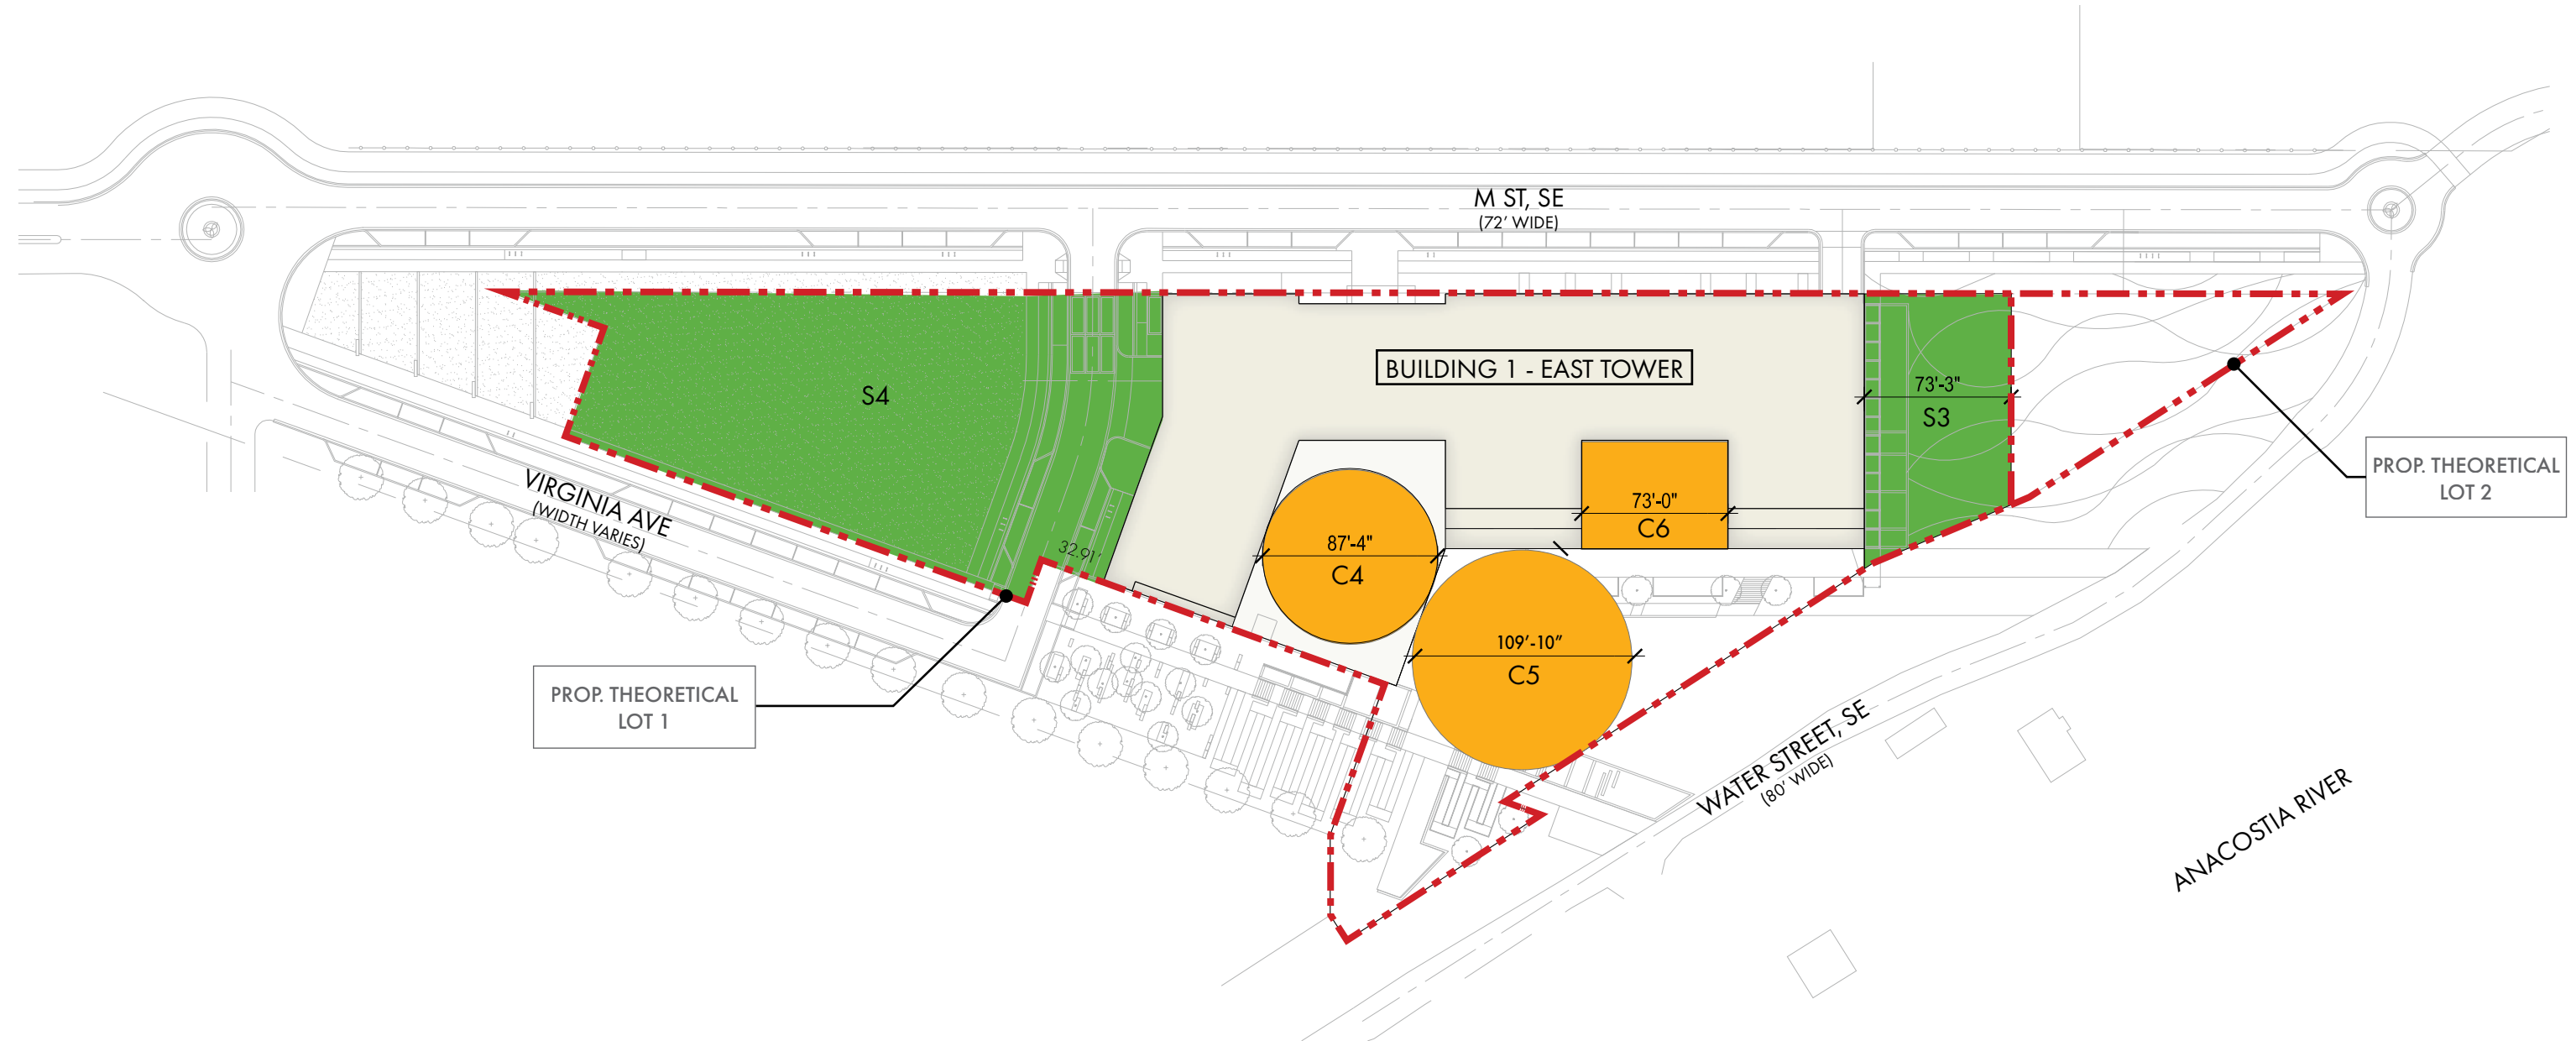 M ST, SE
(72' WIDE)
BUILDING 1 - EAST TOWER
S4
73'-3"
S3
PROP. THEORETICAL
LOT 2
VIRGINIA AVE
(WIDTH VARIES)
73'-0"
C6
87'-4"
C4
32.91'
109'-10"
C5
PROP. THEORETICAL
LOT 1
WATER STREET, SE
(80' WIDE)
ANACOSTIA RIVER